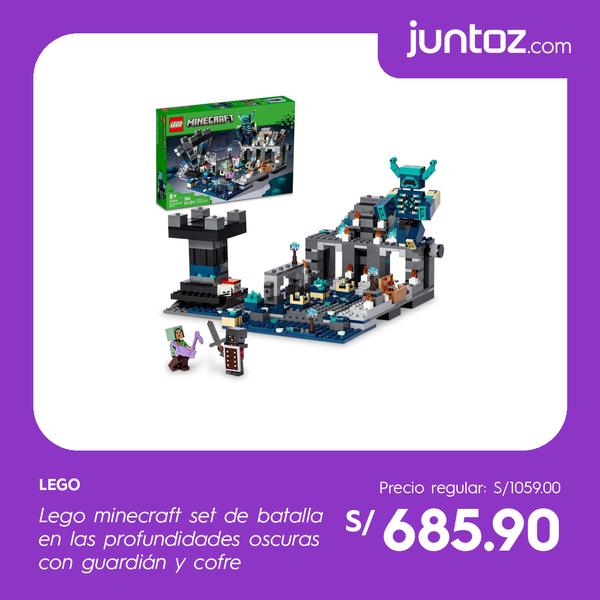 juntoz.com
LEGO MINECRAFT
8+
LEGO
Precio regular: S/1059.00
Lego minecraft set de batalla
en las profundidades oscuras
con guardián y cofre
S/ 685.90